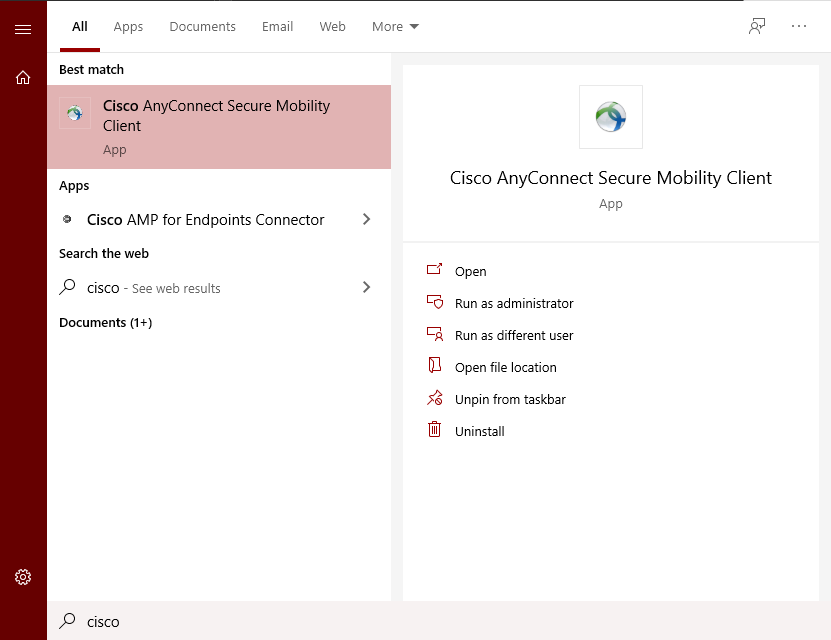 All Apps Documents Email Web More
Best match
Cisco AnyConnect Secure Mobility
Client
App
Apps
Cisco AMP for Endpoints Connector
Search the web
cisco - See web results
Documents (1+)
Cisco AnyConnect Secure Mobility Client
App
Open
Run as administrator
Run as different user
Open file location
Unpin from taskbar
Uninstall
cisco